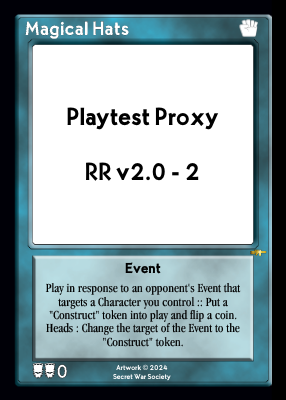 Magical Hats
Playtest Proxy
RR v2.0 - 2
Event
Play in response to an opponent's Event that
targets a Character you control :: Put a
"Construct" token into play and flip a coin.
Heads : Change the target of the Event to the
"Construct" token.
0
Artwork © 2024
Secret War Society